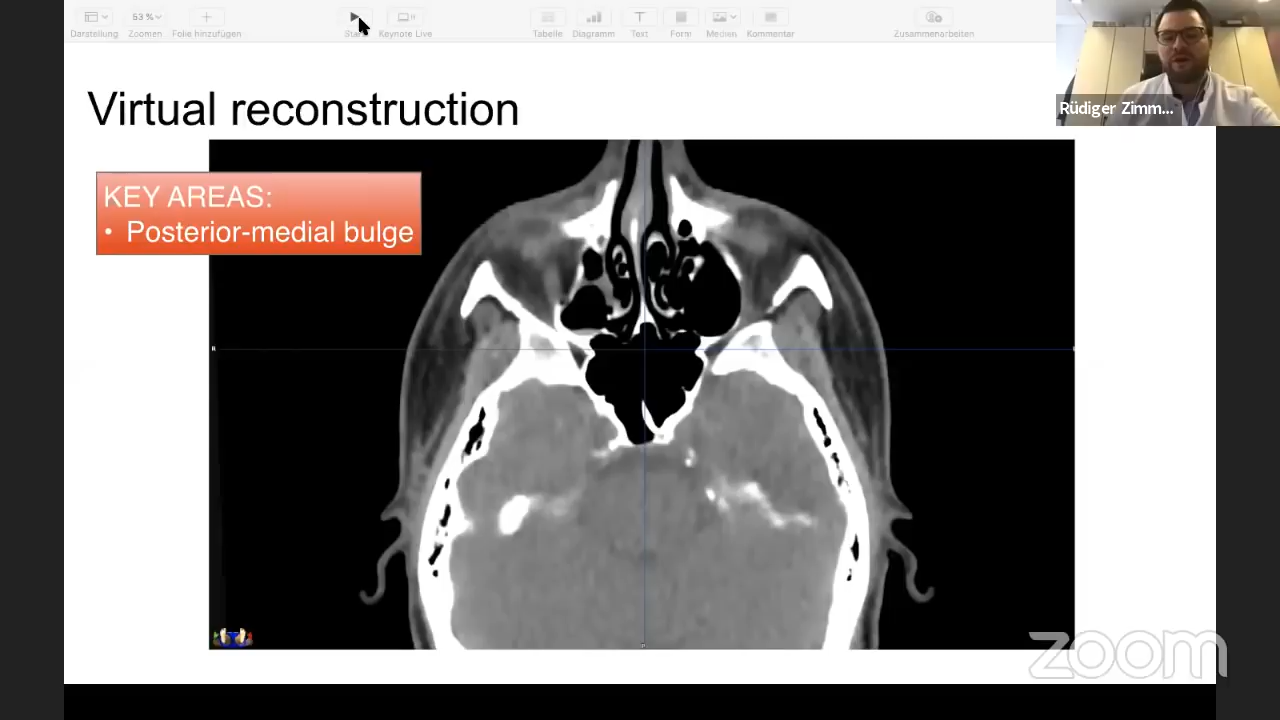 53 %
Darstellung
Zoomen
Folie hinzufügen
Keynote Live
Tabelle
Diagramm
T
Text
Form
Medien
Kommentar
Zusammenarbeiten
Rüdiger Zimm...
Virtual reconstruction
KEY AREAS:
• Posterior-medial bulge
zoom